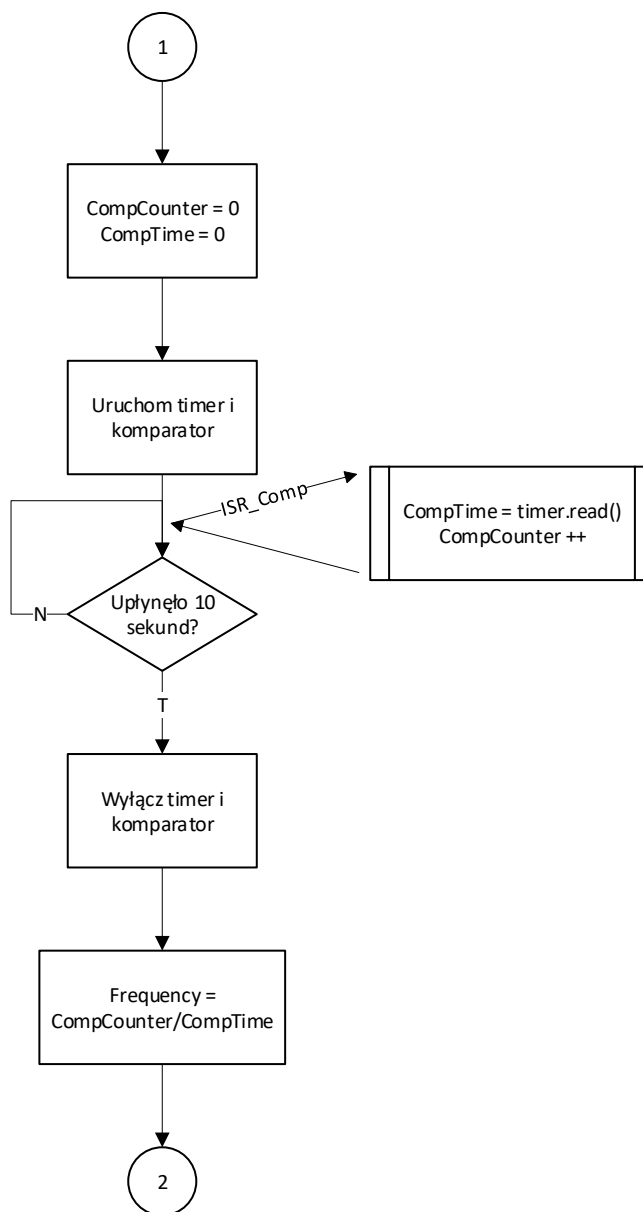 1
CompCounter = 0
CompTime = 0
Uruchom timer i
komparator
ISR_Comp
CompTime = timer.read()
CompCounter ++
Upłynęło 10
sekund?
N
T
Wyłącz timer i
komparator
Frequency =
CompCounter/CompTime
2